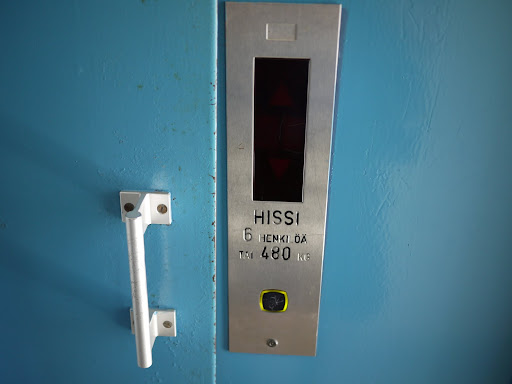 HISSI
6 HENKILÖÄ
TAI 480 KG